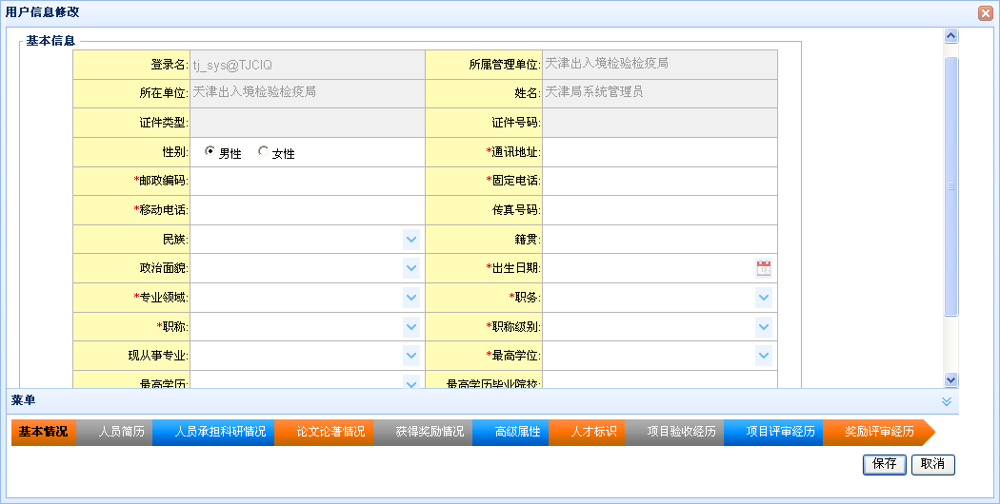 用户信息修改
基本信息
登录名: tj_sys@TJCIQ 所属管理单位: 天津出入境检验检疫局
所在单位: 天津出入境检验检疫局 姓名: 天津局系统管理员
证件类型: 证件号码:
性别: 男性 女性 *通讯地址:
*邮政编码: *固定电话:
*移动电话: 传真号码:
民族: 籍贯:
政治面貌: *出生日期:
*专业领域: *职务:
*职称: *职称级别:
现从事专业: *最高学位:
最高学历: 最高学历毕业院校:
菜单
基本情况 人员简历 人员承担科研情况 论文论著情况 获得奖励情况 高级属性 人才标识 项目验收经历 项目评审经历 奖励评审经历
保存 取消